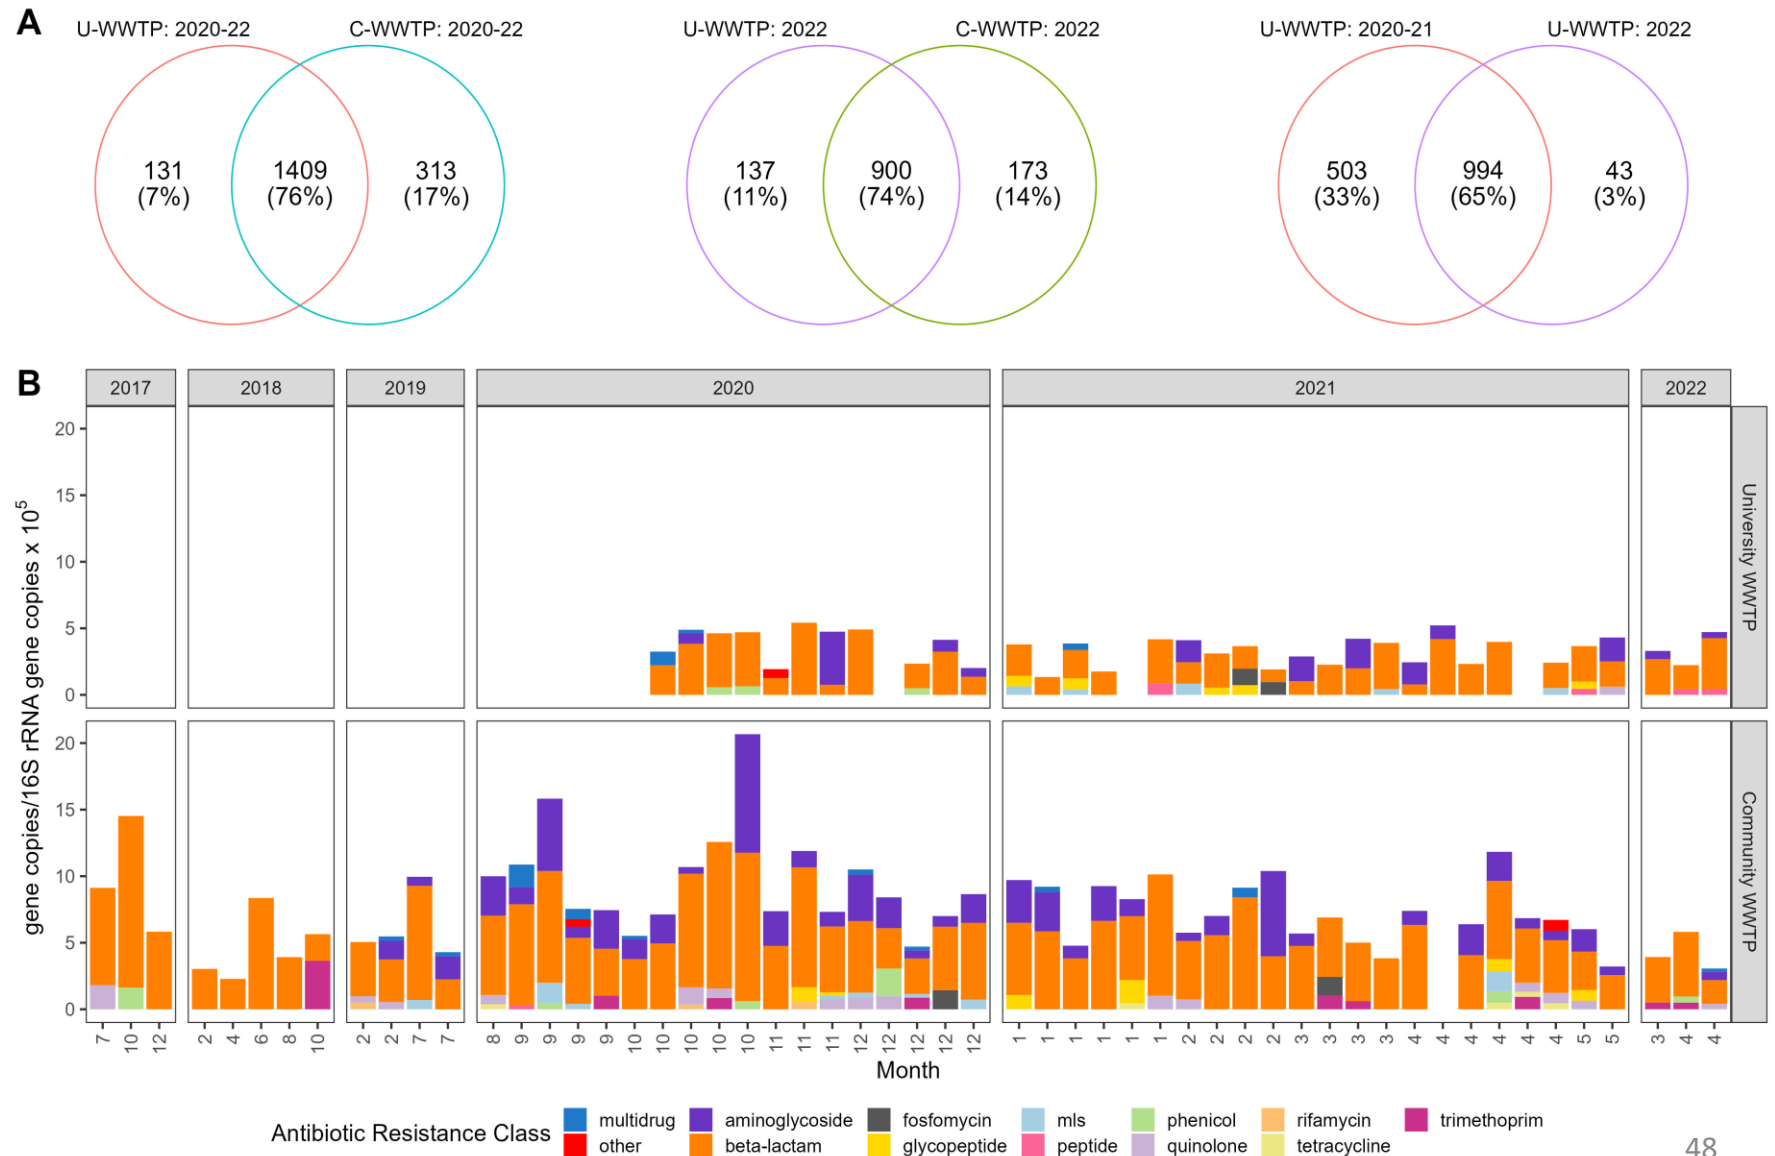 A
U-WWTP: 2020-22 C-WWTP: 2020-22 U-WWTP: 2022 C-WWTP: 2022 U-WWTP: 2020-21 U-WWTP: 2022
131 1409 313 137 900 173 503 994 43
(7%) (76%) (17%) (11%) (74%) (14%) (33%) (65%) (3%)
B
2017 2018 2019 2020 2021 2022
gene copies/16S rRNA gene copies x 10⁵
20
15
10
5
0
University WWTP
20
15
10
5
0
Community WWTP
7 10 12 2 4 6 8 10 2 2 7 7 8 9 9 9 9 10 10 10 10 10 11 11 11 12 12 12 12 12 1 1 1 1 1 1 2 2 2 2 3 3 3 3 4 4 4 4 4 4 5 5 3 4 4
Month
Antibiotic Resistance Class
multidrug aminoglycoside fosfomycin mls phenicol rifamycin trimethoprim
other beta-lactam glycopeptide peptide quinolone tetracycline
48